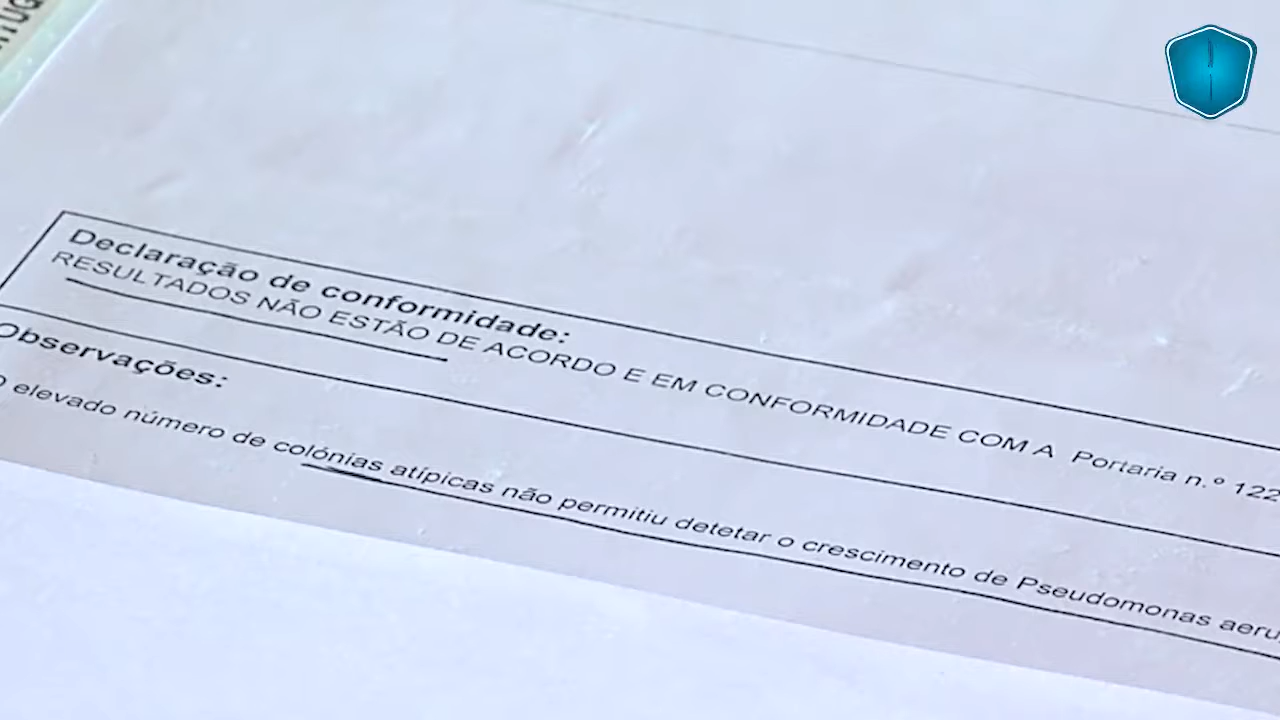 Declaração de conformidade:
RESULTADOS NÃO ESTÃO DE ACORDO E EM CONFORMIDADE COM A Portaria n.º 122
Observações:
O elevado número de colónias atípicas não permitiu detetar o crescimento de Pseudomonas aeru